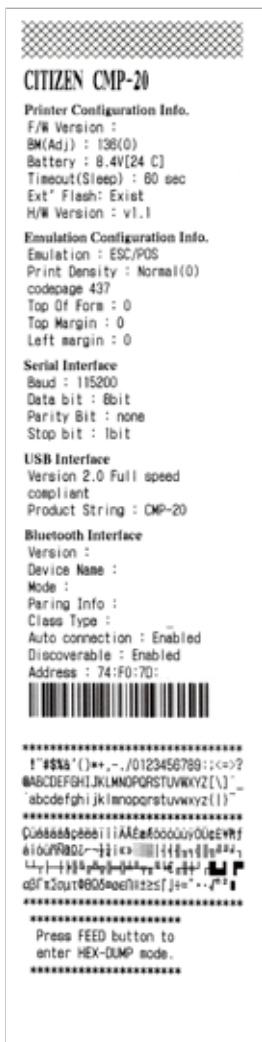 CITIZEN CMP-20
Printer Configuration Info.
F/W Version :
BM(Adj) : 136(0)
Battery : 8.4V[24 C]
Timeout(Sleep) : 60 sec
Ext' Flash: Exist
H/W Version : v1.1
Emulation Configuration Info.
Emulation : ESC/POS
Print Density : Normal(0)
codepage 437
Top Of Form : 0
Top Margin : 0
Left margin : 0
Serial Interface
Baud : 115200
Data bit : 8bit
Parity Bit : none
Stop bit : 1bit
USB Interface
Version 2.0 Full speed
compliant
Product String : CMP-20
Bluetooth Interface
Version :
Device Name :
Mode :
Paring Info :
Class Type :
Auto connection : Enabled
Discoverable : Enabled
Address : 74:F0:7D:
!"#$%&'()*+,-./0123456789:;<=>?
@ABCDEFGHIJKLMNOPQRSTUVWXYZ[\]^_
`abcdefghijklmnopqrstuvwxyz{|}~
Press FEED button to
enter HEX-DUMP mode.